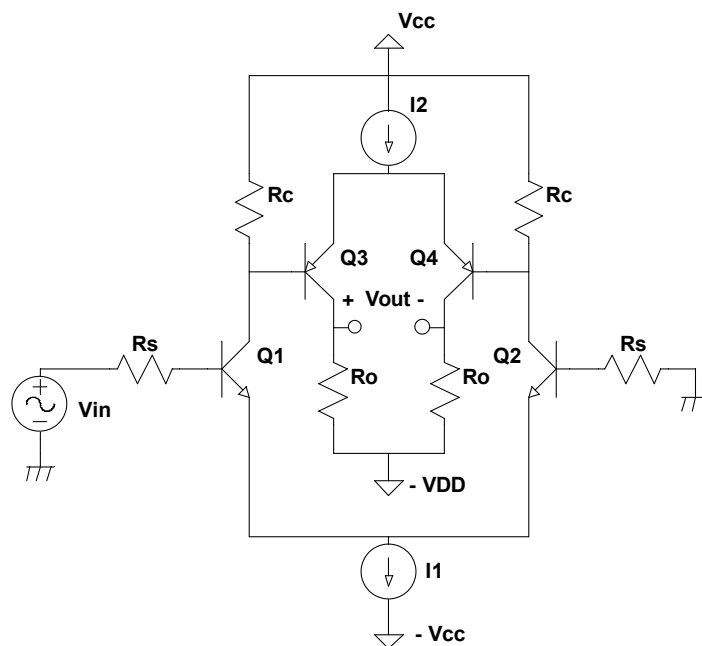 Vcc
I2
Rc
Rc
Q3
Q4
+ Vout -
Rs
Q1
Q2
Rs
Ro
Ro
+
−
Vin
- VDD
I1
- Vcc